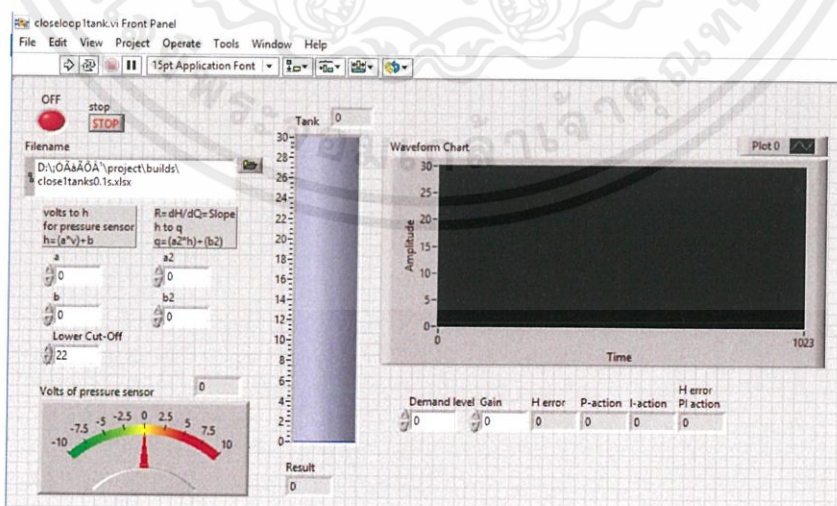 closeloop1tank.vi Front Panel
File Edit View Project Operate Tools Window Help
15pt Application Font
OFF
stop
STOP
Filename
close1tanks0.1s.xlsx
volts to h
for pressure sensor
h=(a*v)+b
R=dH/dQ=Slope
h to q
q=(a2*h)+(b2)
a
0
a2
0
b
0
b2
0
Lower Cut-Off
22
Volts of pressure sensor
0
-10 -7.5 -5 -2.5 0 2.5 5 7.5 10
Tank 0
30
28
26
24
22
20
18
16
14
12
10
8
6
4
2
0
Result
0
Waveform Chart
Plot 0
Amplitude
30
25
20
15
10
5
0
0
1023
Time
Demand level
0
Gain
0
H error
0
P-action
0
I-action
0
H error
PI action
0